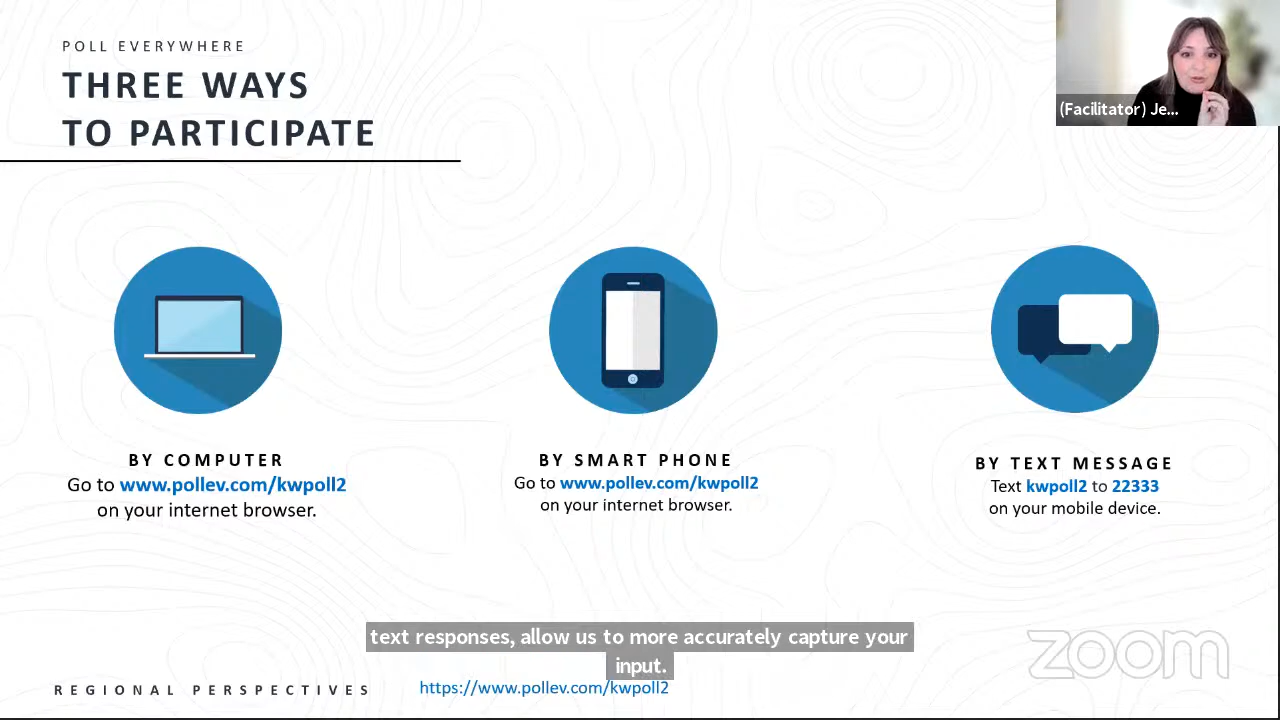 POLL EVERYWHERE
THREE WAYS
TO PARTICIPATE
(Facilitator) Je...
BY COMPUTER
Go to www.pollev.com/kwpoll2
on your internet browser.
BY SMART PHONE
Go to www.pollev.com/kwpoll2
on your internet browser.
BY TEXT MESSAGE
Text kwpoll2 to 22333
on your mobile device.
text responses, allow us to more accurately capture your
input.
zoom
REGIONAL PERSPECTIVES
https://www.pollev.com/kwpoll2